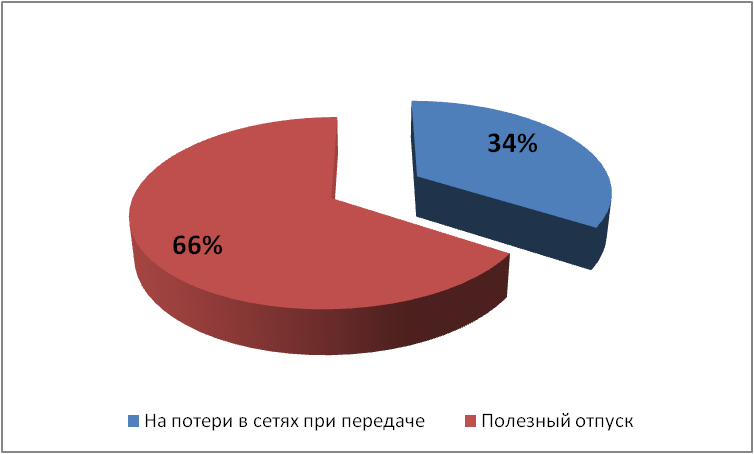 34%
66%
На потери в сетях при передаче
Полезный отпуск